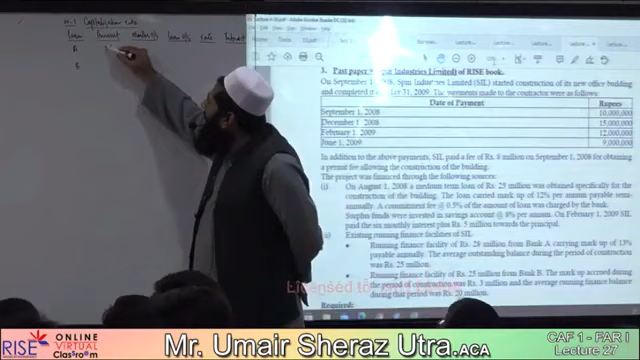 W-1 Capitalisation rate
Loan Amount Months o/s Loan o/s Rate Interest
A
B
3. Past paper Spin Industries Limited) of RISE book.
2008, Spin Industries Limited (SIL) started construction of its new office building
and completed 31, 2009. The payments made to the contractor were as follows:
Date of Payment Rupees
September 1, 2008 10,000,000
December 1, 2008 15,000,000
February 1, 2009 12,000,000
June 1, 2009 9,000,000
In addition to the above payments, SIL paid a fee of Rs. 8 million on September 1, 2008 for obtaining
a permit allowing the construction of the building.
The project was financed through the following sources:
(i) On August 1, 2008 a medium term loan of Rs. 25 million was obtained specifically for the
construction of the building. The loan carried mark up of 12% per annum payable semi-
annually. A commitment fee @ 0.5% of the amount of loan was charged by the bank.
Surplus funds were invested in savings account @ 8% per annum. On February 1, 2009 SIL
paid the six monthly interest plus Rs. 5 million towards the principal.
Existing running finance facilities of SIL
• Running finance facility of Rs. 28 million from Bank A carrying mark up of 13%
payable annually. The average outstanding balance during the period of construction
was Rs. 25 million.
• Running finance facility of Rs. 25 million from Bank B. The mark up accrued during
the period of construction was Rs. 3 million and the average running finance balance
during that period was Rs. 20 million.
Required:
Licensed to
RISE ONLINE VIRTUAL Classroom
Mr. Umair Sheraz Utra.ACA
CAF 1 - FAR I
Lecture 27